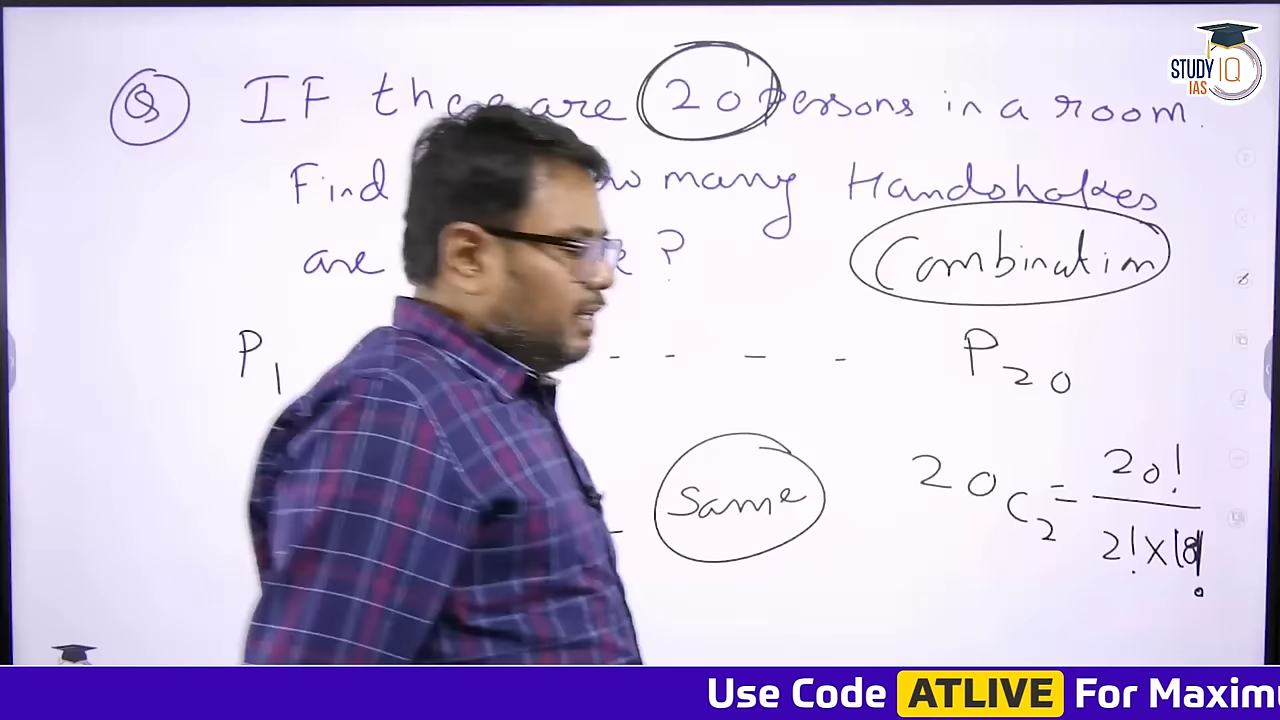 STUDY IQ
IAS
Q IF there are 20 persons in a room.
Find how many Handshakes
are ?
Combination
P1 - - - - P20
Same
20C2 = 20!
2! X 18!
Use Code ATLIVE For Maxim